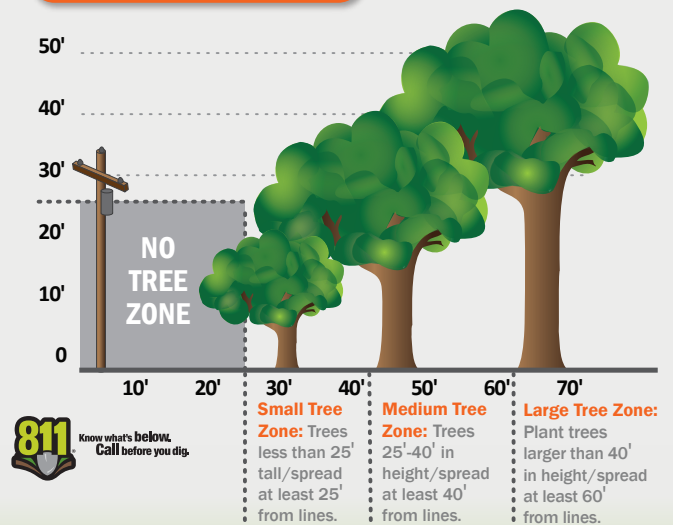 50'
40'
30'
20'
10'
0
NO
TREE
ZONE
10'
20'
30'
40'
50'
60'
70'
Small Tree
Zone: Trees
less than 25'
tall/spread
at least 25'
from lines.
Medium Tree
Zone: Trees
25'-40' in
height/spread
at least 40'
from lines.
Large Tree Zone:
Plant trees
larger than 40'
in height/spread
at least 60'
from lines.
811
Know what's below.
Call before you dig.